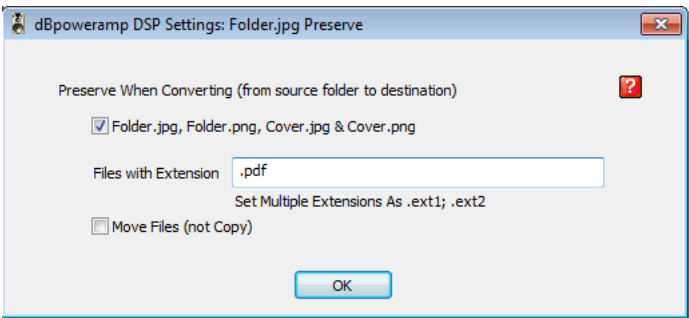 dBpoweramp DSP Settings: Folder.jpg Preserve
Preserve When Converting (from source folder to destination)
?
Folder.jpg, Folder.png, Cover.jpg & Cover.png
Files with Extension .pdf
Set Multiple Extensions As .ext1; .ext2
Move Files (not Copy)
OK